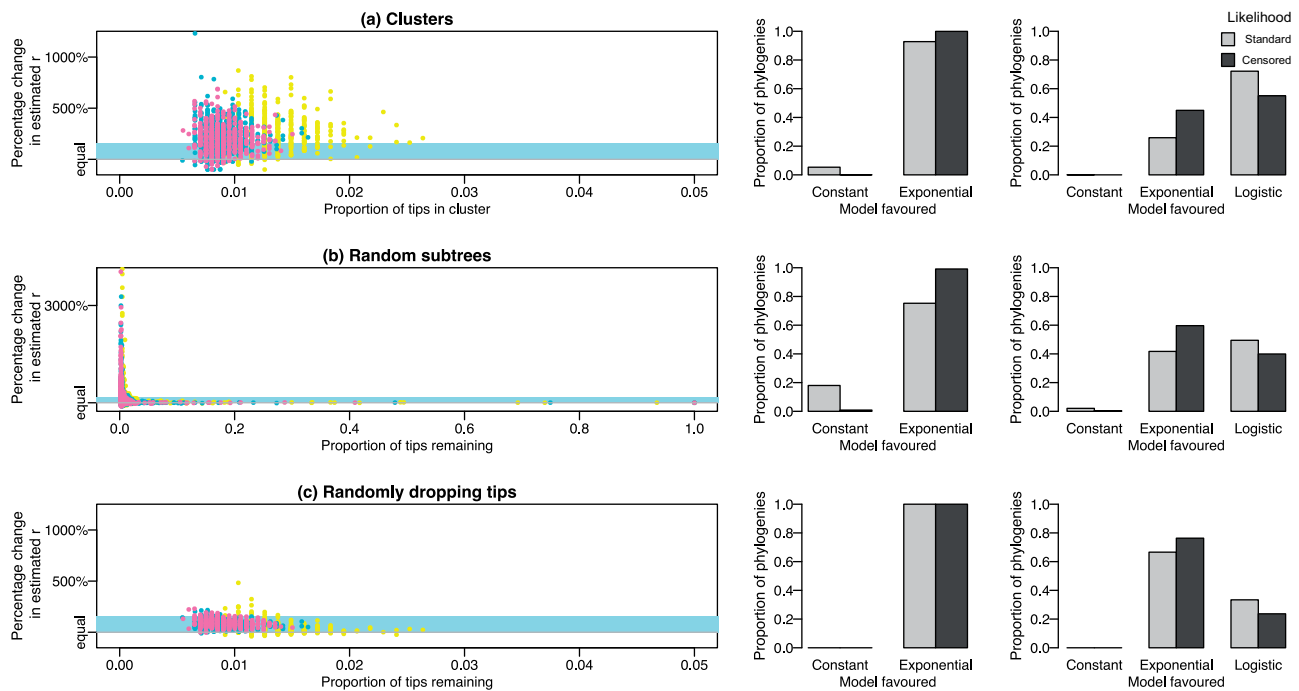 (a) Clusters
Percentage change
in estimated r
1000%
500%
equal
0.00 0.01 0.02 0.03 0.04 0.05
Proportion of tips in cluster
Proportion of phylogenies
1.0
0.8
0.6
0.4
0.2
0.0
Constant Exponential
Model favoured
Proportion of phylogenies
1.0
0.8
0.6
0.4
0.2
0.0
Constant Exponential Logistic
Model favoured
Likelihood
Standard
Censored
(b) Random subtrees
Percentage change
in estimated r
3000%
equal
0.0 0.2 0.4 0.6 0.8 1.0
Proportion of tips remaining
Proportion of phylogenies
1.0
0.8
0.6
0.4
0.2
0.0
Constant Exponential
Model favoured
Proportion of phylogenies
1.0
0.8
0.6
0.4
0.2
0.0
Constant Exponential Logistic
Model favoured
(c) Randomly dropping tips
Percentage change
in estimated r
1000%
500%
equal
0.00 0.01 0.02 0.03 0.04 0.05
Proportion of tips remaining
Proportion of phylogenies
1.0
0.8
0.6
0.4
0.2
0.0
Constant Exponential
Model favoured
Proportion of phylogenies
1.0
0.8
0.6
0.4
0.2
0.0
Constant Exponential Logistic
Model favoured